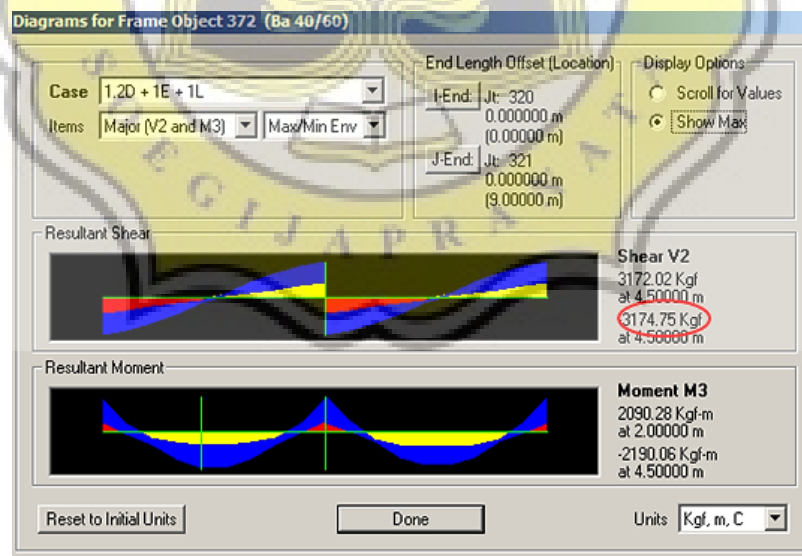 Diagrams for Frame Object 372 (Ba 40/60)
Case 1.2D + 1E + 1L
Items Major (V2 and M3) Max/Min Env
End Length Offset (Location)
I-End: Jt: 320
0.000000 m
(0.00000 m)
J-End: Jt: 321
0.000000 m
(9.00000 m)
Display Options
Scroll for Values
Show Max
EGIJAPRA AT
Resultant Shear
Shear V2
3172.02 Kgf
at 4.50000 m
-3174.75 Kgf
at 4.50000 m
Resultant Moment
Moment M3
2090.28 Kgf-m
at 2.00000 m
-2190.06 Kgf-m
at 4.50000 m
Reset to Initial Units
Done
Units Kgf, m, C